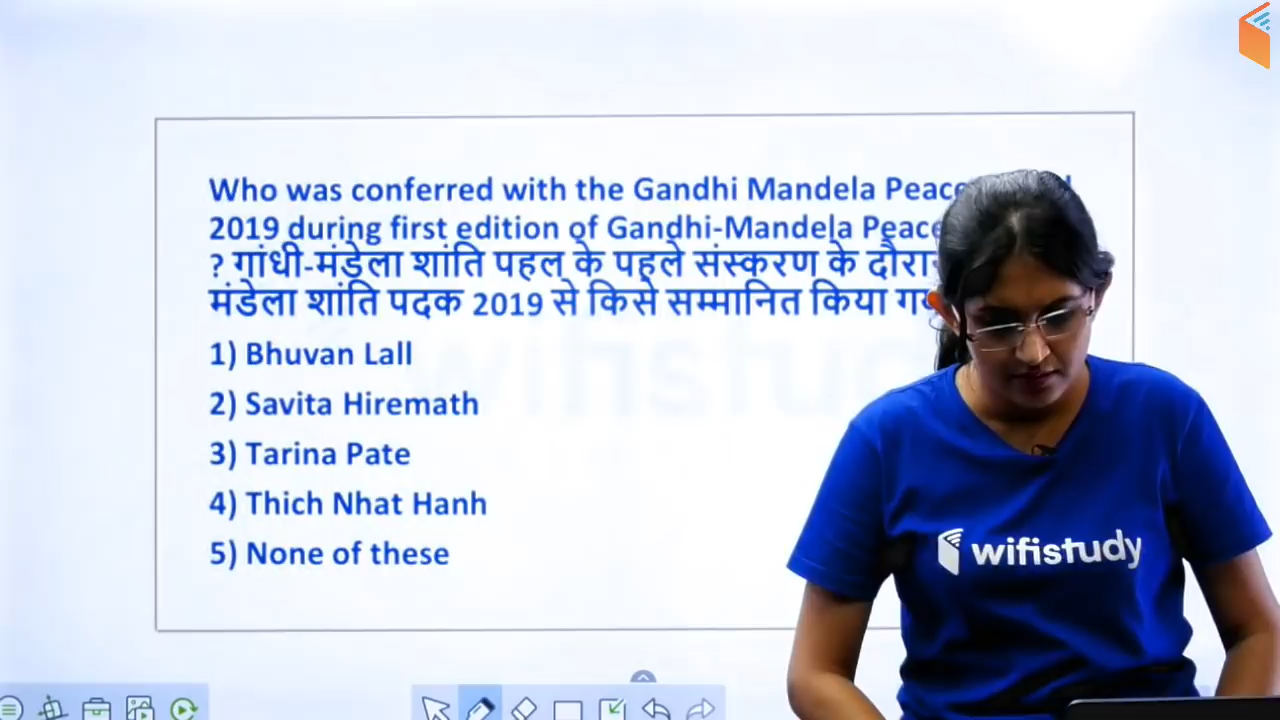 Who was conferred with the Gandhi Mandela Peace
2019 during first edition of Gandhi-Mandela Peace
? गांधी-मंडेला शांति पहल के पहले संस्करण के
मंडेला शांति पदक 2019 से किसे सम्मानित किया
1) Bhuvan Lall
2) Savita Hiremath
3) Tarina Pate
4) Thich Nhat Hanh
5) None of these
wifistudy
wifistudy